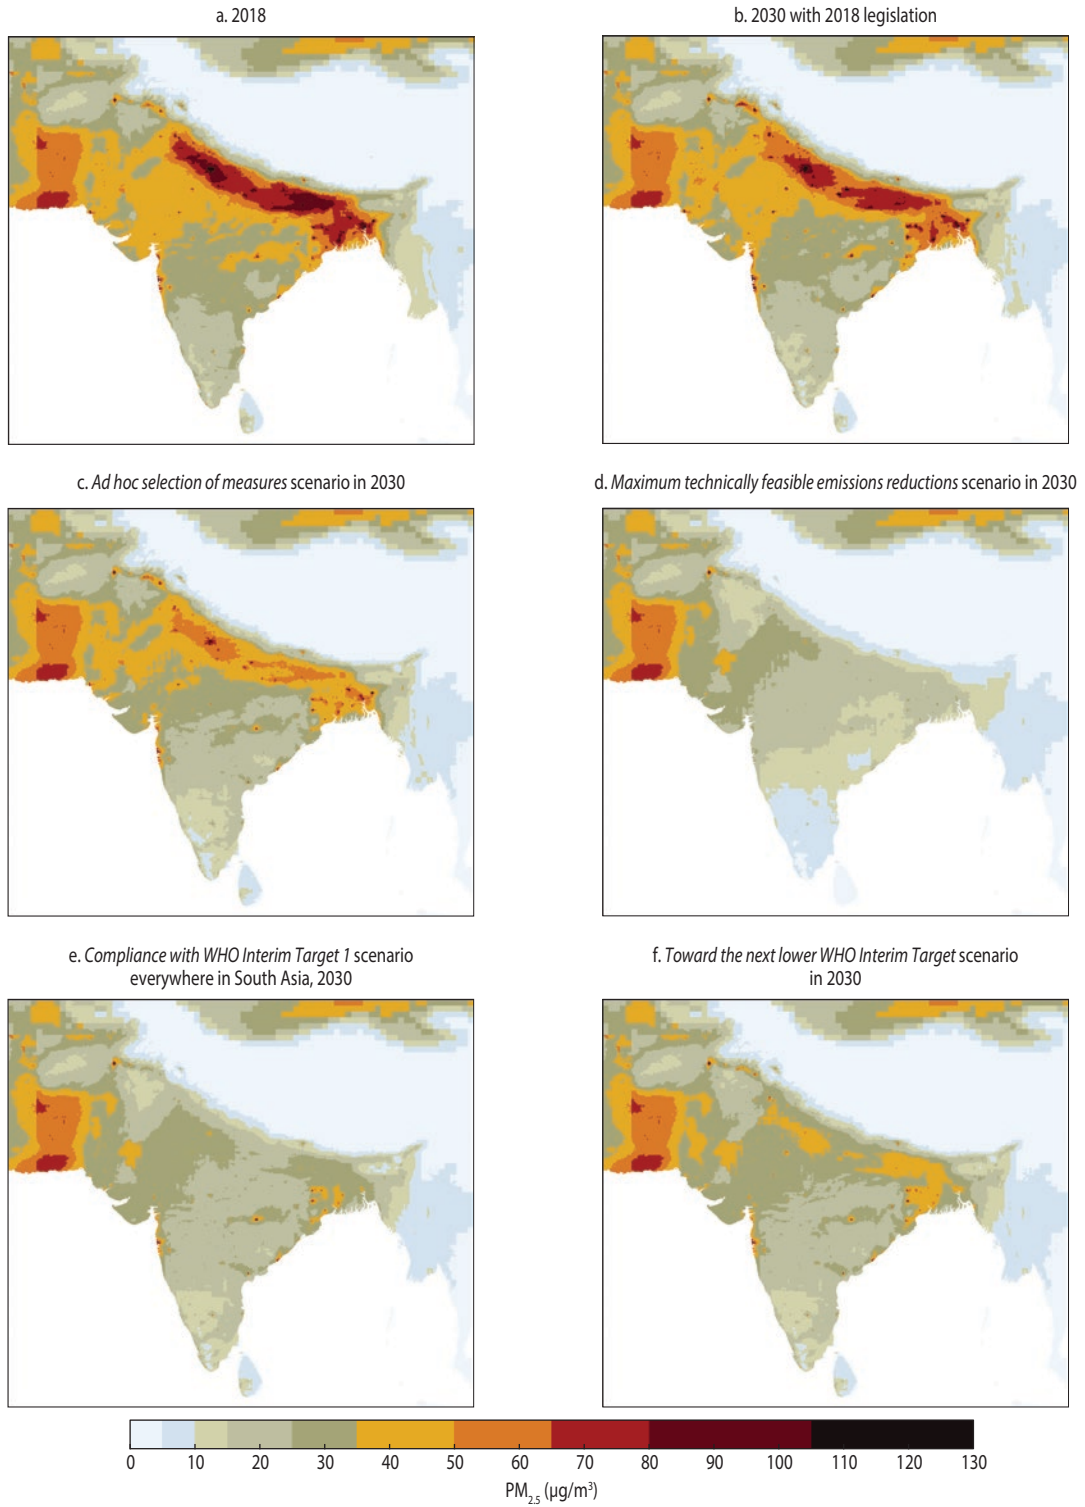 a. 2018
b. 2030 with 2018 legislation
c. Ad hoc selection of measures scenario in 2030
d. Maximum technically feasible emissions reductions scenario in 2030
e. Compliance with WHO Interim Target 1 scenario
everywhere in South Asia, 2030
f. Toward the next lower WHO Interim Target scenario
in 2030
0 10 20 30 40 50 60 70 80 90 100 110 120 130
PM2.5 (µg/m³)